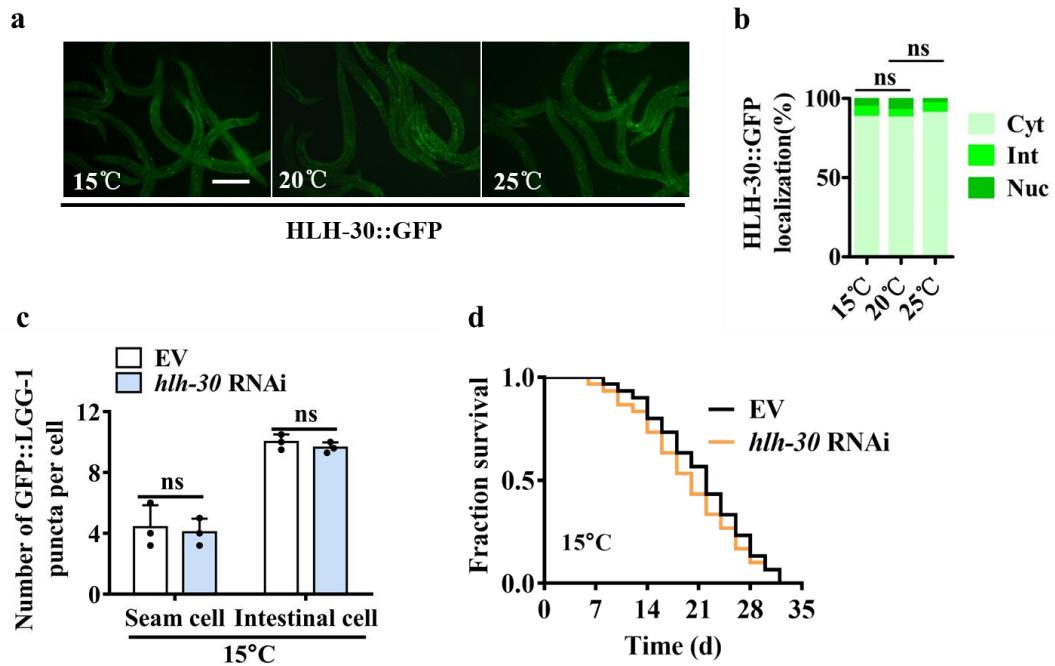 a
15℃
20℃
25℃
HLH-30::GFP
b
ns
ns
HLH-30::GFP
localization(%)
100
50
0
15℃
20℃
25℃
Cyt
Int
Nuc
c
EV
hlh-30 RNAi
Number of GFP::LGG-1
puncta per cell
12
8
4
0
ns
ns
Seam cell
Intestinal cell
15°C
d
EV
hlh-30 RNAi
Fraction survival
1.0
0.5
0.0
15°C
0
7
14
21
28
35
Time (d)